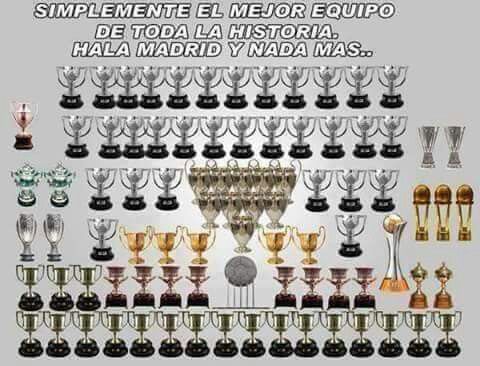 SIMPLEMENTE EL MEJOR EQUIPO
DE TODA LA HISTORIA.
HALA MADRID Y NADA MAS..